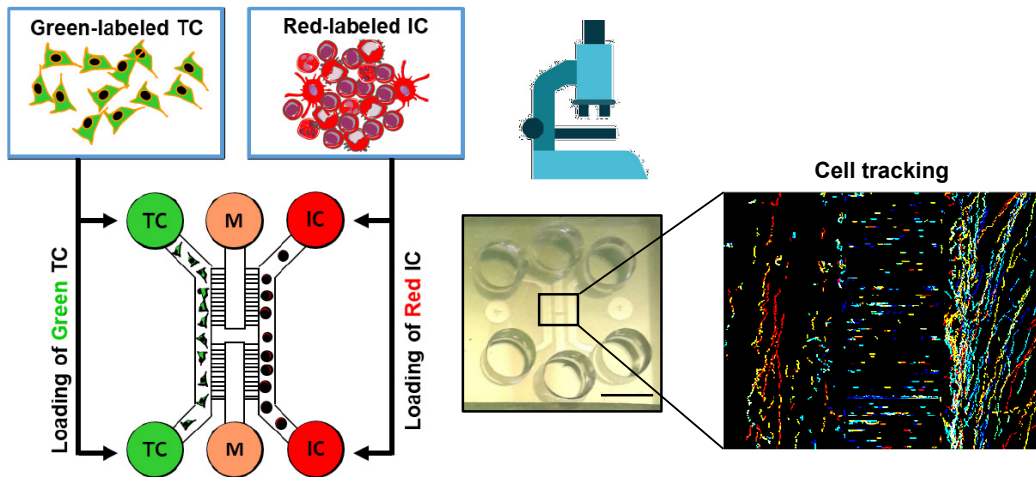 Green-labeled TC
Red-labeled IC
TC
M
IC
Loading of Green TC
Loading of Red IC
TC
M
IC
Cell tracking